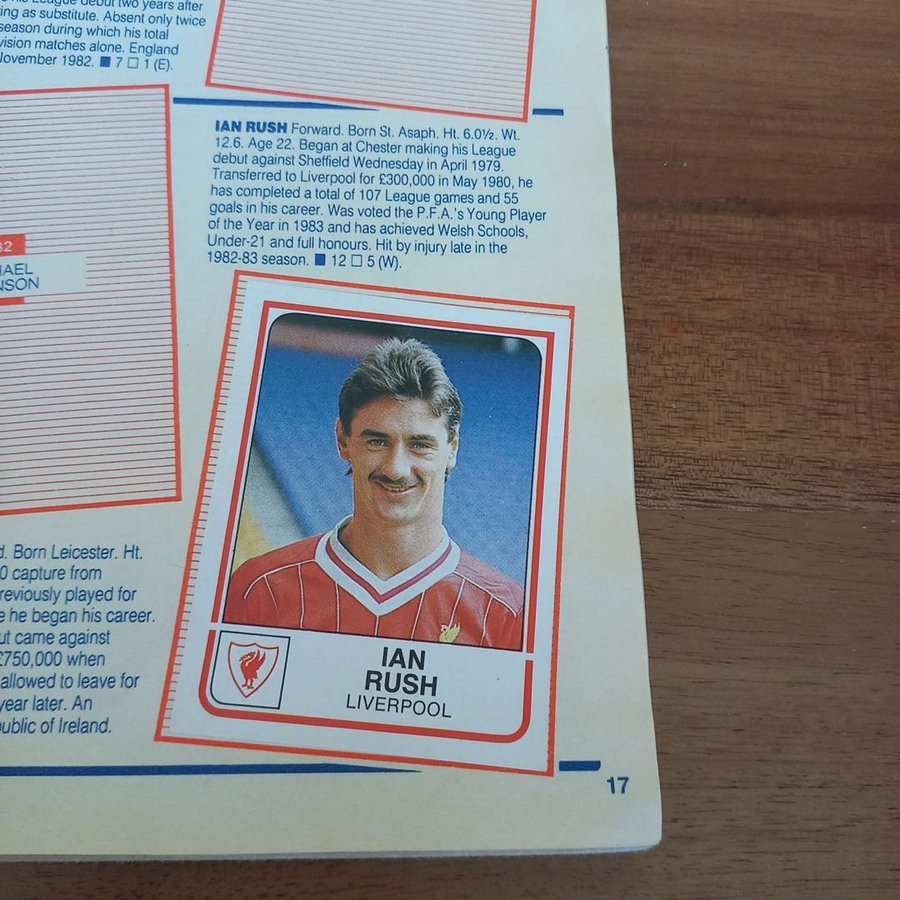 his League debut two years after
ing as substitute. Absent only twice
season during which his total
vision matches alone. England
November 1982. ■ 7 □ 1 (E).
IAN RUSH Forward. Born St. Asaph. Ht. 6.0½. Wt.
12.6. Age 22. Began at Chester making his League
debut against Sheffield Wednesday in April 1979.
Transferred to Liverpool for £300,000 in May 1980, he
has completed a total of 107 League games and 55
goals in his career. Was voted the P.F.A.'s Young Player
of the Year in 1983 and has achieved Welsh Schools,
Under-21 and full honours. Hit by injury late in the
1982-83 season. ■ 12 □ 5 (W).
32
AEL
NSON
d. Born Leicester. Ht.
0 capture from
reviously played for
e he began his career.
ut came against
£750,000 when
allowed to leave for
year later. An
public of Ireland.
IAN
RUSH
LIVERPOOL
17